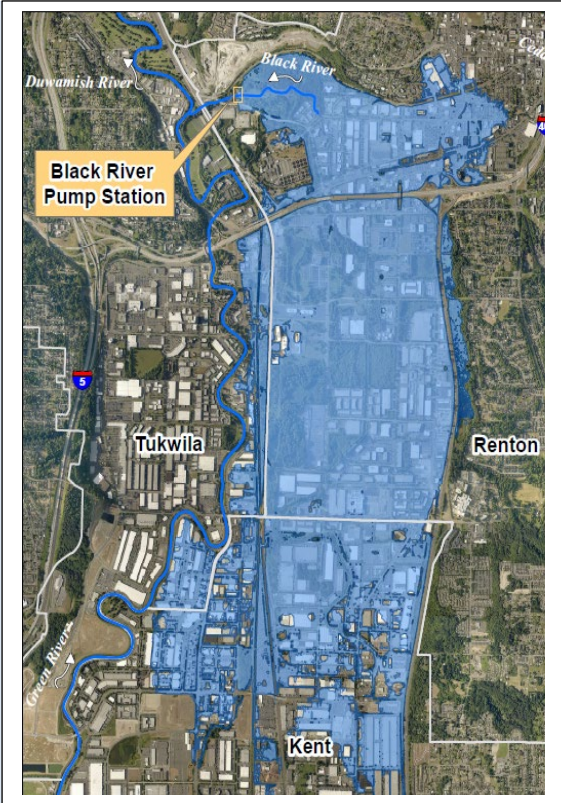 Duwamish River
Black River
Black River
Pump Station
5
Tukwila
Renton
Green River
Kent